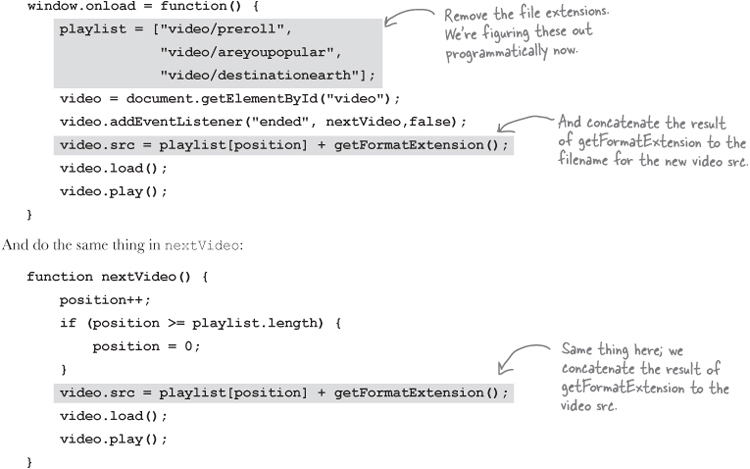 window.onload = function() {
playlist = ["video/preroll",
"video/areyoupopular",
"video/destinationearth"];
video = document.getElementById("video");
video.addEventListener("ended", nextVideo,false);
video.src = playlist[position] + getFormatExtension();
video.load();
video.play();
}
Remove the file extensions.
We're figuring these out
programmatically now.
And concatenate the result
of getFormatExtension to the
filename for the new video src.
And do the same thing in nextVideo:
function nextVideo() {
position++;
if (position >= playlist.length) {
position = 0;
}
video.src = playlist[position] + getFormatExtension();
video.load();
video.play();
}
Same thing here; we
concatenate the result of
getFormatExtension to the
video src.